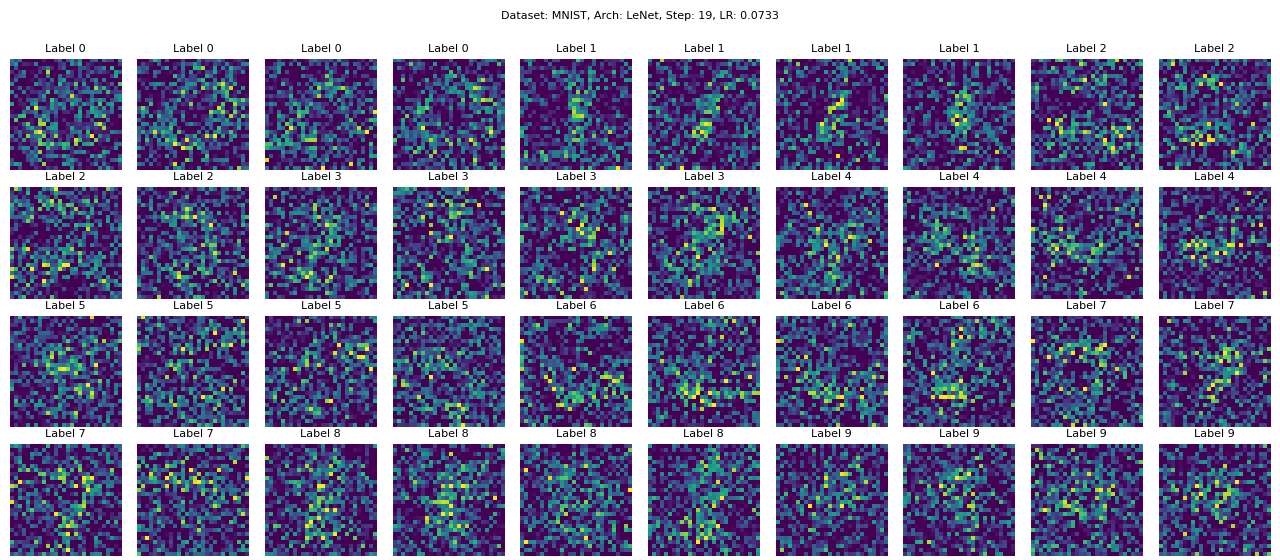 Dataset: MNIST, Arch: LeNet, Step: 19, LR: 0.0733
Label 0 Label 0 Label 0 Label 0 Label 1 Label 1 Label 1 Label 1 Label 2 Label 2
Label 2 Label 2 Label 3 Label 3 Label 3 Label 3 Label 4 Label 4 Label 4 Label 4
Label 5 Label 5 Label 5 Label 5 Label 6 Label 6 Label 6 Label 6 Label 7 Label 7
Label 7 Label 7 Label 8 Label 8 Label 8 Label 8 Label 9 Label 9 Label 9 Label 9